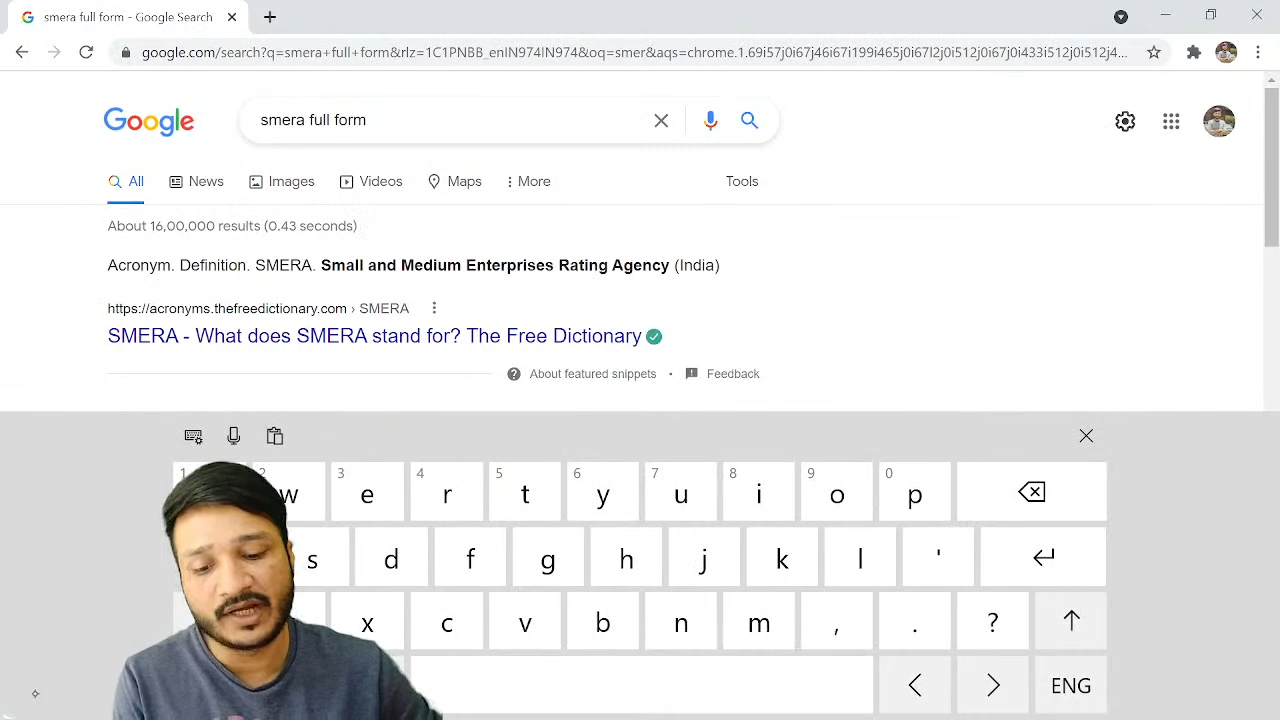 smera full form - Google Search
google.com/search?q=smera+full+form&rlz=1C1PNBB_enIN974IN974&oq=smer&aqs=chrome.1.69i57j0i67j46i67i199i465j0i67l2j0i512j0i67j0i433i512j0i512j4...
Google
smera full form
All News Images Videos Maps More Tools
About 16,00,000 results (0.43 seconds)
Acronym. Definition. SMERA. Small and Medium Enterprises Rating Agency (India)
https://acronyms.thefreedictionary.com › SMERA
SMERA - What does SMERA stand for? The Free Dictionary
About featured snippets • Feedback
1 2 3 4 5 6 7 8 9 0
w e r t y u i o p
s d f g h j k l '
x c v b n m , . ?
< > ENG